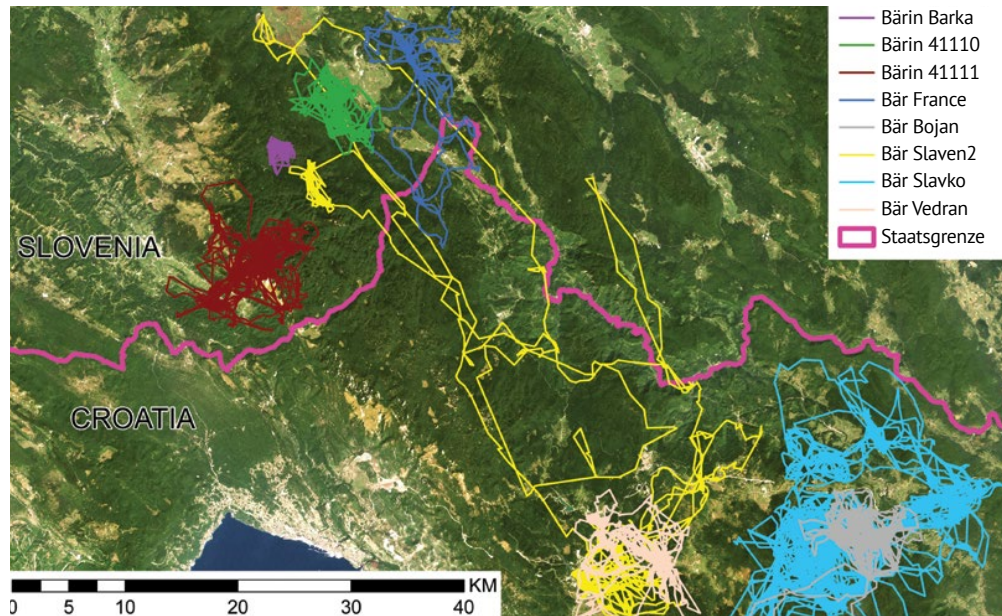 Bärin Barka
Bärin 41110
Bärin 41111
Bär France
Bär Bojan
Bär Slaven2
Bär Slavko
Bär Vedran
Staatsgrenze
SLOVENIA
CROATIA
KM
0 5 10 20 30 40